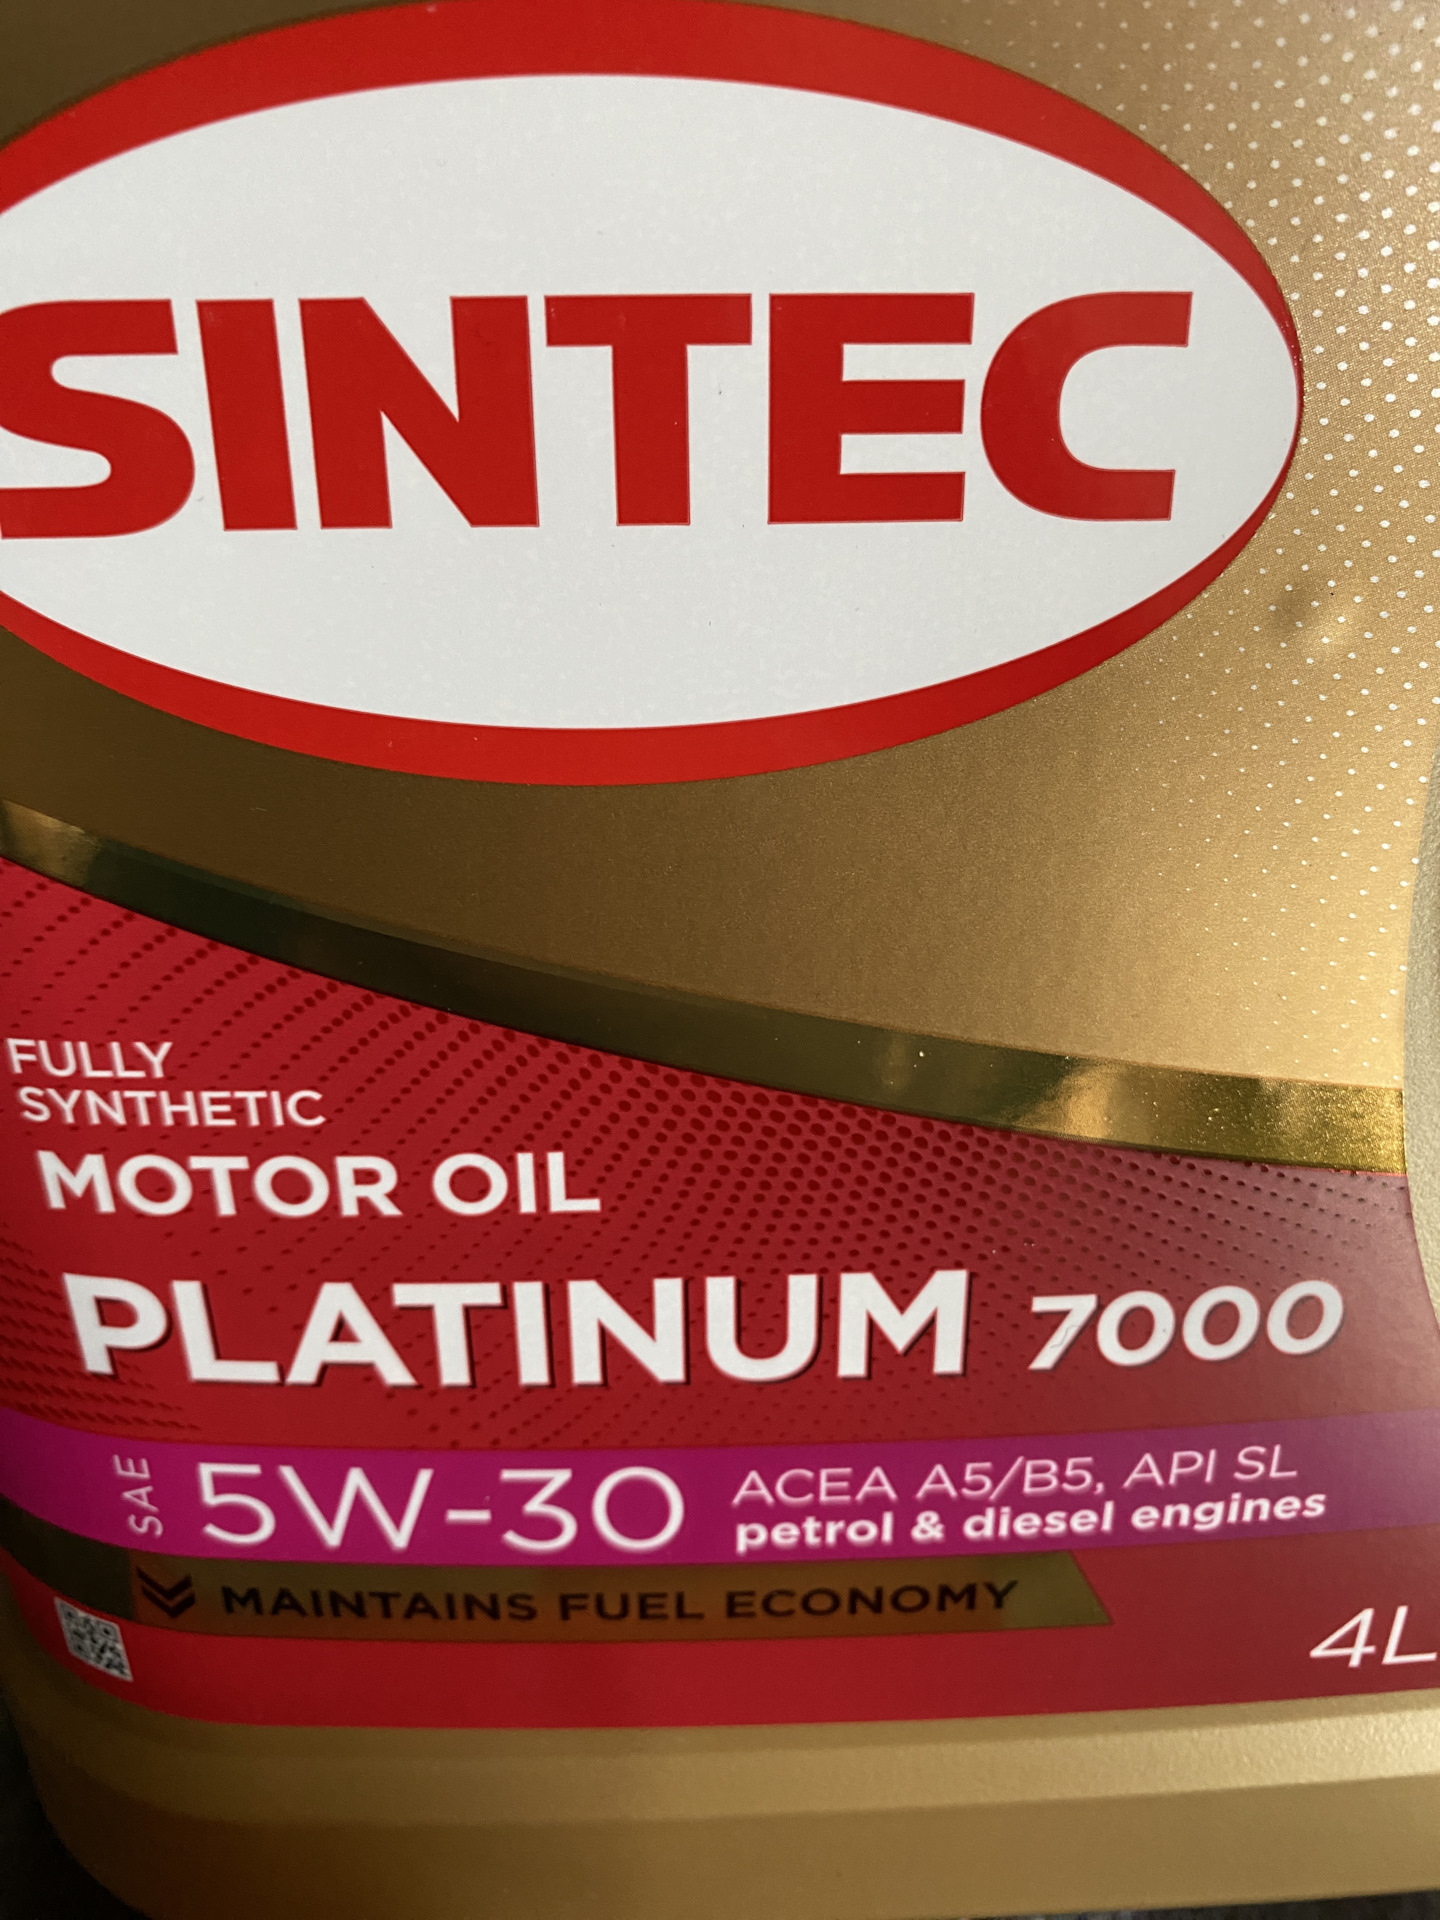 SINTEC
FULLY
SYNTHETIC
MOTOR OIL
PLATINUM 7000
SAE 5W-30
ACEA A5/B5, API SL
petrol & diesel engines
MAINTAINS FUEL ECONOMY
4L